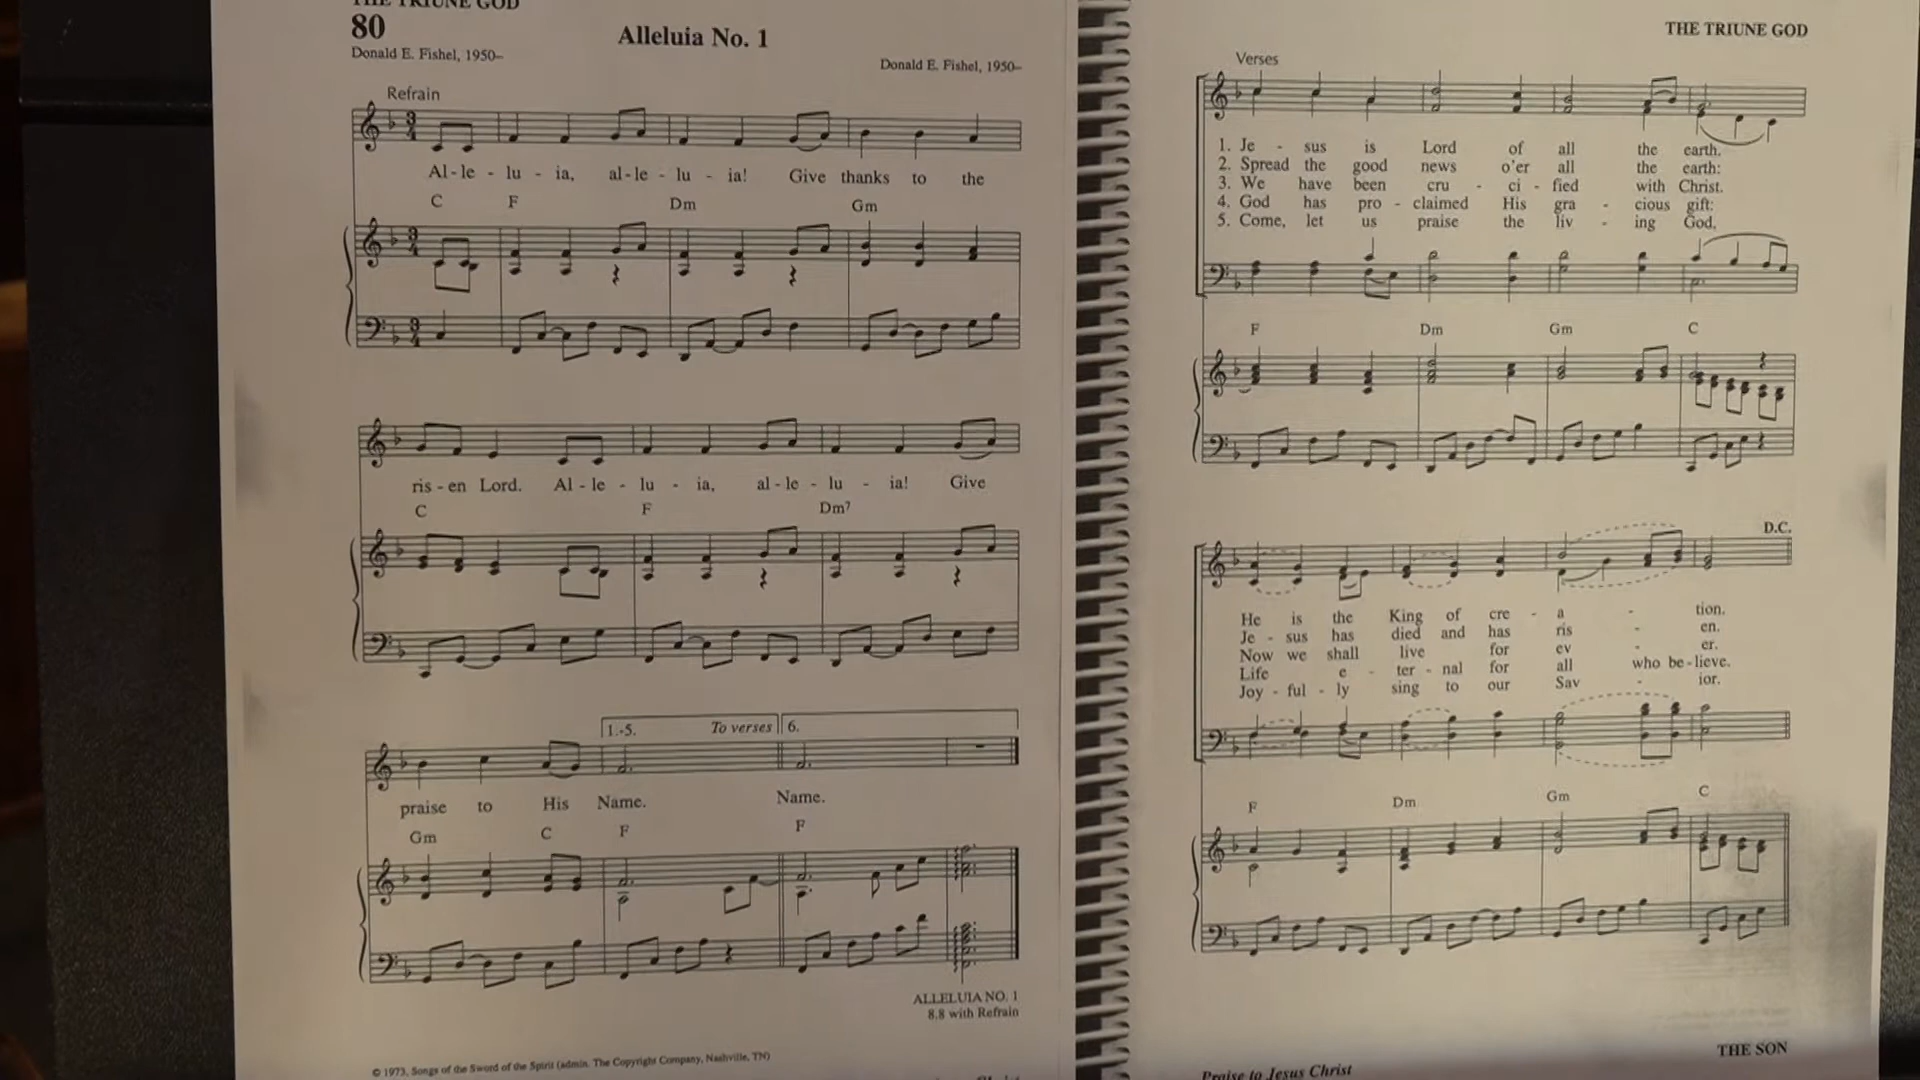 THE TRIUNE GOD
80
Alleluia No. 1
Donald E. Fishel, 1950–
Donald E. Fishel, 1950–
Refrain
Al - le - lu - ia, al - le - lu - ia! Give thanks to the
C F Dm Gm
ris - en Lord. Al - le - lu - ia, al - le - lu - ia! Give
C F Dm7
1.-5. To verses 6.
praise to His Name. Name.
Gm C F F
ALLELUIA NO. 1
8.8 with Refrain
© 1973, Songs of the Sword of the Spirit (admin. The Copyright Company, Nashville, TN)
THE TRIUNE GOD
Verses
1. Je - sus is Lord of all the earth.
2. Spread the good news o'er all the earth:
3. We have been cru - ci - fied with Christ.
4. God has pro - claimed His gra - cious gift:
5. Come, let us praise the liv - ing God,
F Dm Gm C
D.C.
He is the King of cre - a - tion.
Je - sus has died and has ris - en.
Now we shall live for ev - er.
Life e - ter - nal for all who be - lieve.
Joy - ful - ly sing to our Sav - ior.
F Dm Gm C
THE SON
Praise to Jesus Christ